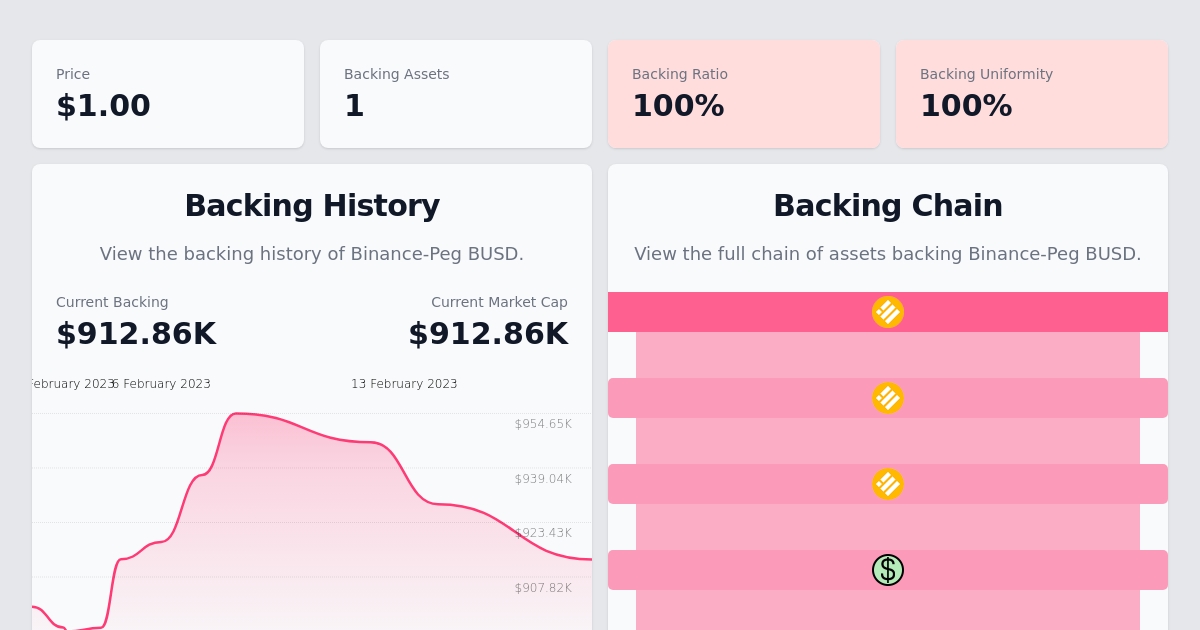 Price
$1.00
Backing Assets
1
Backing Ratio
100%
Backing Uniformity
100%
Backing History
View the backing history of Binance-Peg BUSD.
Current Backing
$912.86K
Current Market Cap
$912.86K
February 2023
6 February 2023
13 February 2023
$954.65K
$939.04K
$923.43K
$907.82K
Backing Chain
View the full chain of assets backing Binance-Peg BUSD.
$